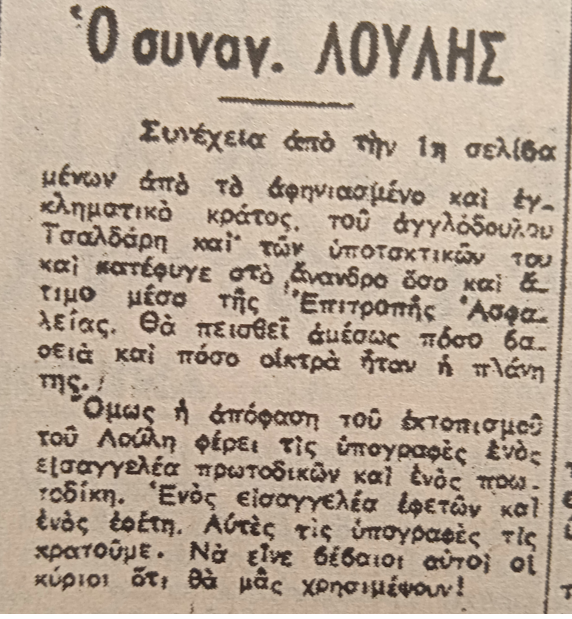 Ὁ συναγ. ΛΟΥΛΗΣ
Συνέχεια ἀπὸ τὴν 1η σελίδα
μένων ἀπὸ τὸ ἀφηνιασμένο καὶ ἐγ-
κληματικὸ κράτος, τοῦ ἀγγλόδουλου
Τσαλδάρη καὶ τῶν ὑποτακτικῶν του
καὶ κατέφυγε στὸ ἄνανδρο ὅσο καὶ ἄ-
τιμο μέσο τῆς Ἐπιτροπῆς Ἀσφα-
λείας. Θὰ πεισθεῖ ἀμέσως πόσο βα-
ρειὰ καὶ πόσο οἰκτρὰ ἦταν ἡ πλάνη
της.
Ὅμως ἡ ἀπόφαση τοῦ ἐκτοπισμοῦ
τοῦ Λούλη φέρει τὶς ὑπογραφὲς ἑνὸς
εἰσαγγελέα πρωτοδικῶν καὶ ἑνὸς πρω-
τοδίκη. Ἑνὸς εἰσαγγελέα ἐφετῶν καὶ
ἑνὸς ἐφέτη. Αὐτὲς τὶς ὑπογραφὲς τὶς
κρατοῦμε. Νὰ εἶνε βέβαιοι αὐτοὶ οἱ
κύριοι ὅτι θὰ μᾶς χρησιμέψουν!